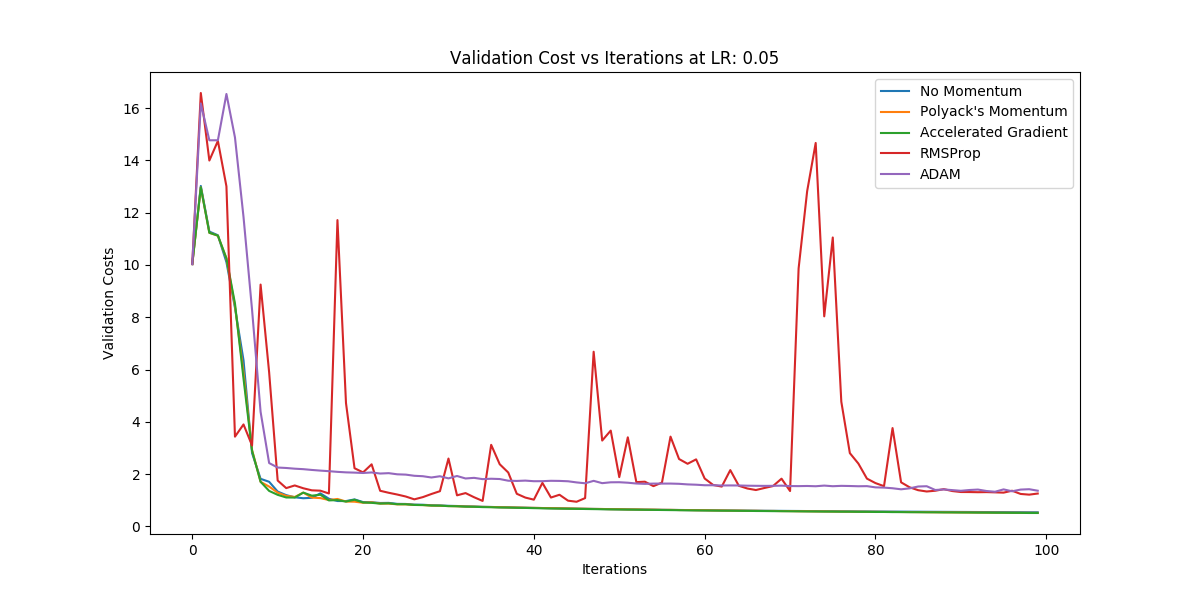 Validation Cost vs Iterations at LR: 0.05
No Momentum
Polyack's Momentum
Accelerated Gradient
RMSProp
ADAM
Validation Costs
16
14
12
10
8
6
4
2
0
0 20 40 60 80 100
Iterations